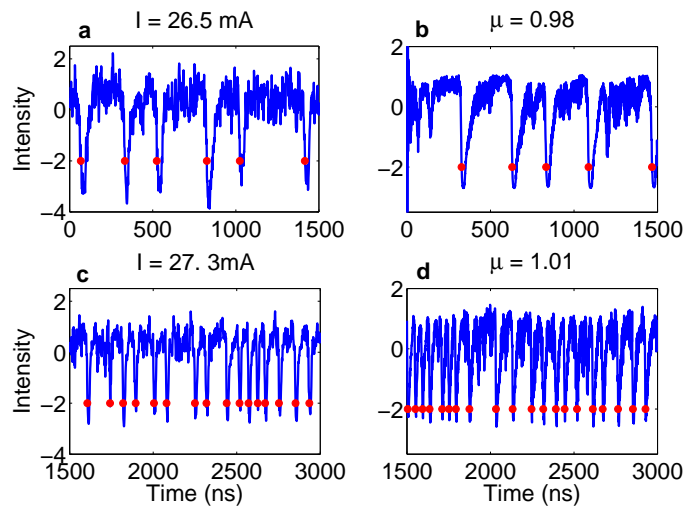 a I = 26.5 mA
b μ = 0.98
Intensity
2
0
−2
−4
0 500 1000 1500
2
0
−2
0 500 1000 1500
c I = 27. 3mA
d μ = 1.01
Intensity
2
0
−2
−4
1500 2000 2500 3000
Time (ns)
2
0
−2
1500 2000 2500 3000
Time (ns)